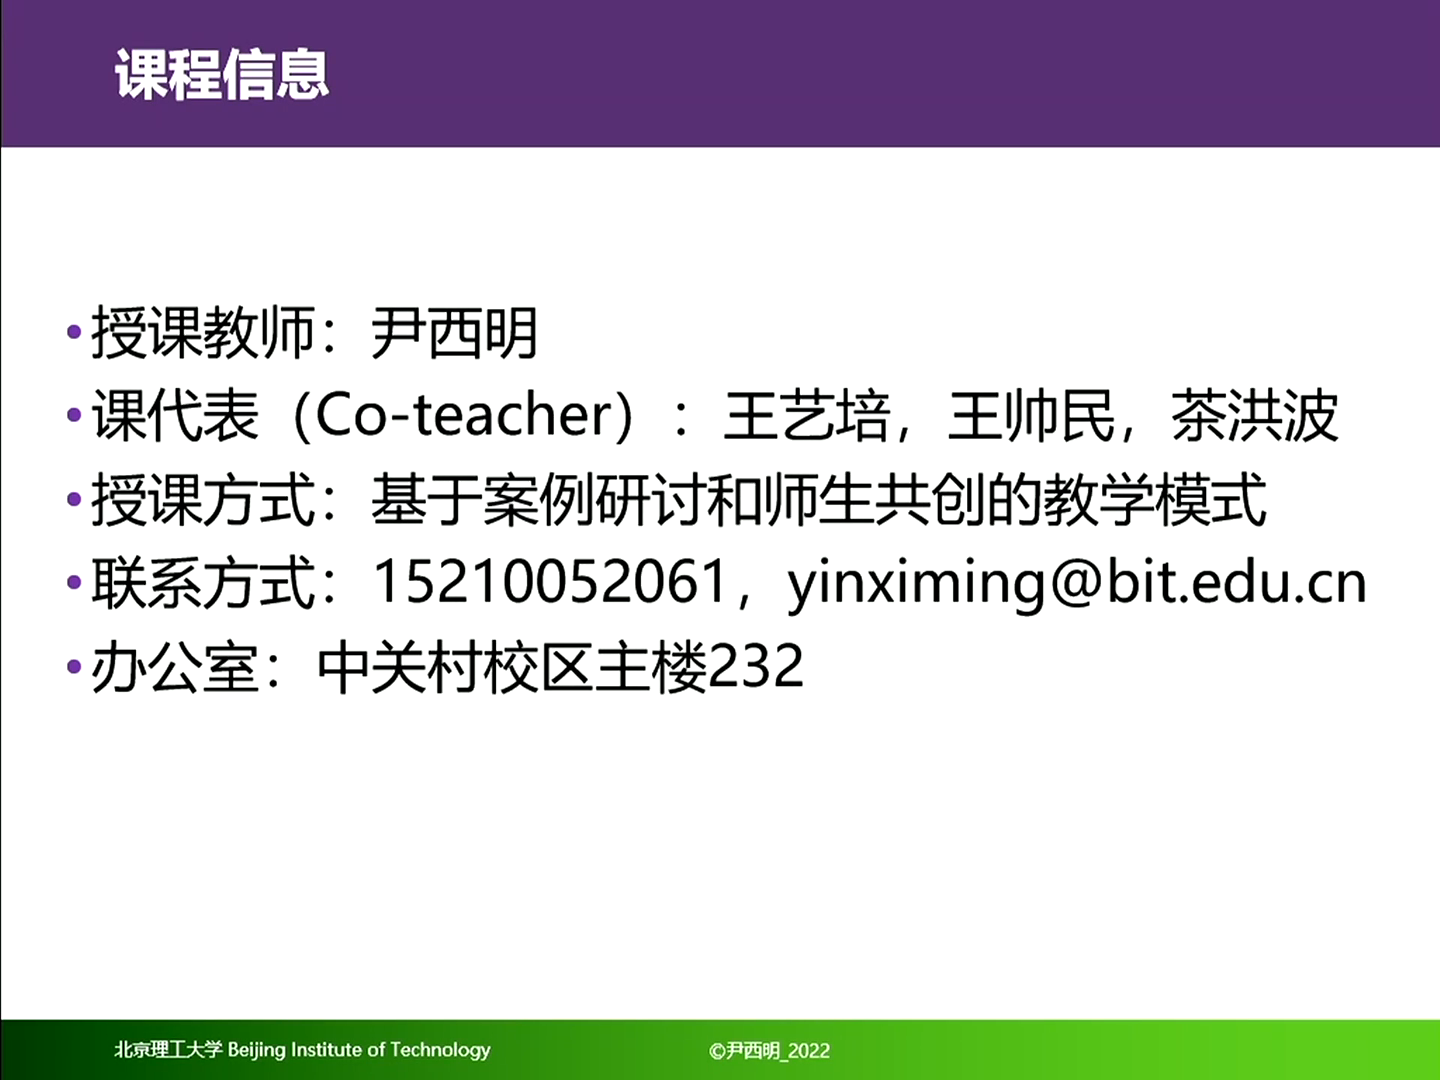 课程信息
•授课教师：尹西明
•课代表（Co-teacher）：王艺培，王帅民，茶洪波
•授课方式：基于案例研讨和师生共创的教学模式
•联系方式：15210052061，yinximing@bit.edu.cn
•办公室：中关村校区主楼232
北京理工大学 Beijing Institute of Technology
©尹西明_2022